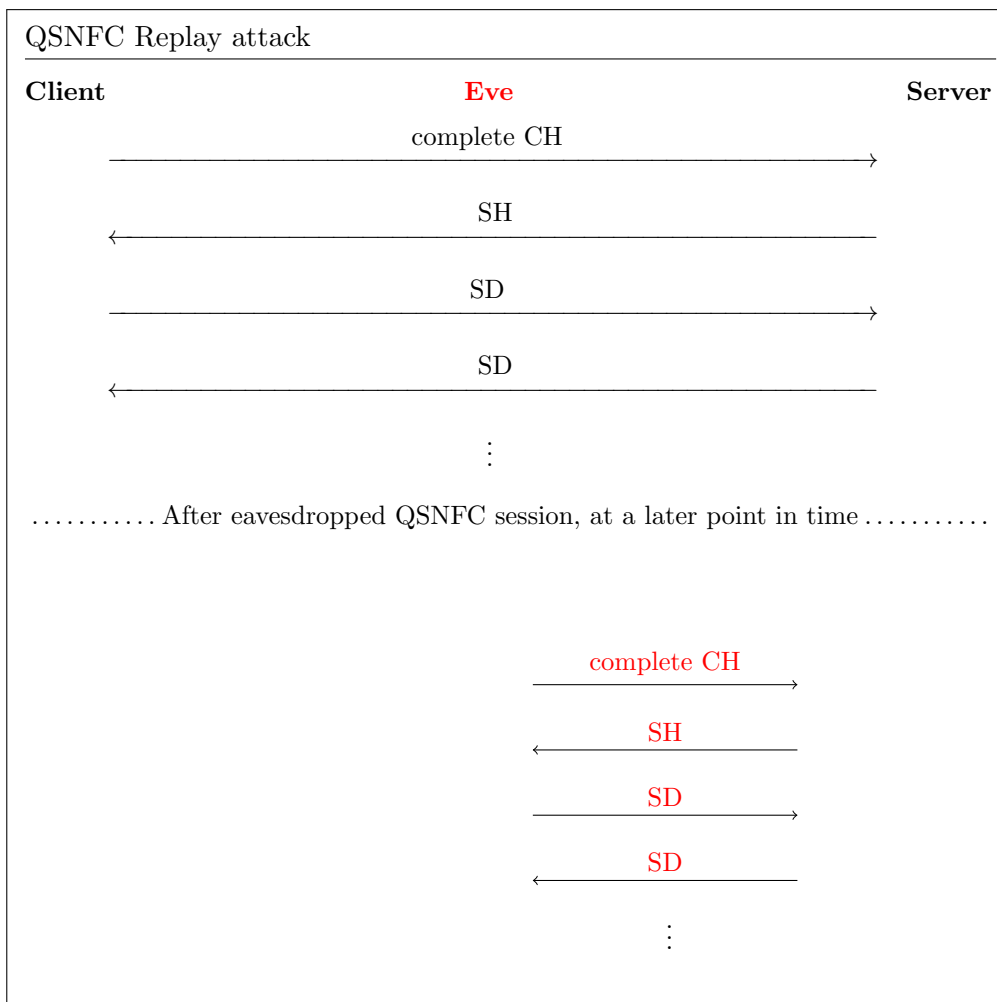 QSNFC Replay attack
Client Eve Server
complete CH
SH
SD
SD
⋮
........... After eavesdropped QSNFC session, at a later point in time ...........
complete CH
SH
SD
SD
⋮